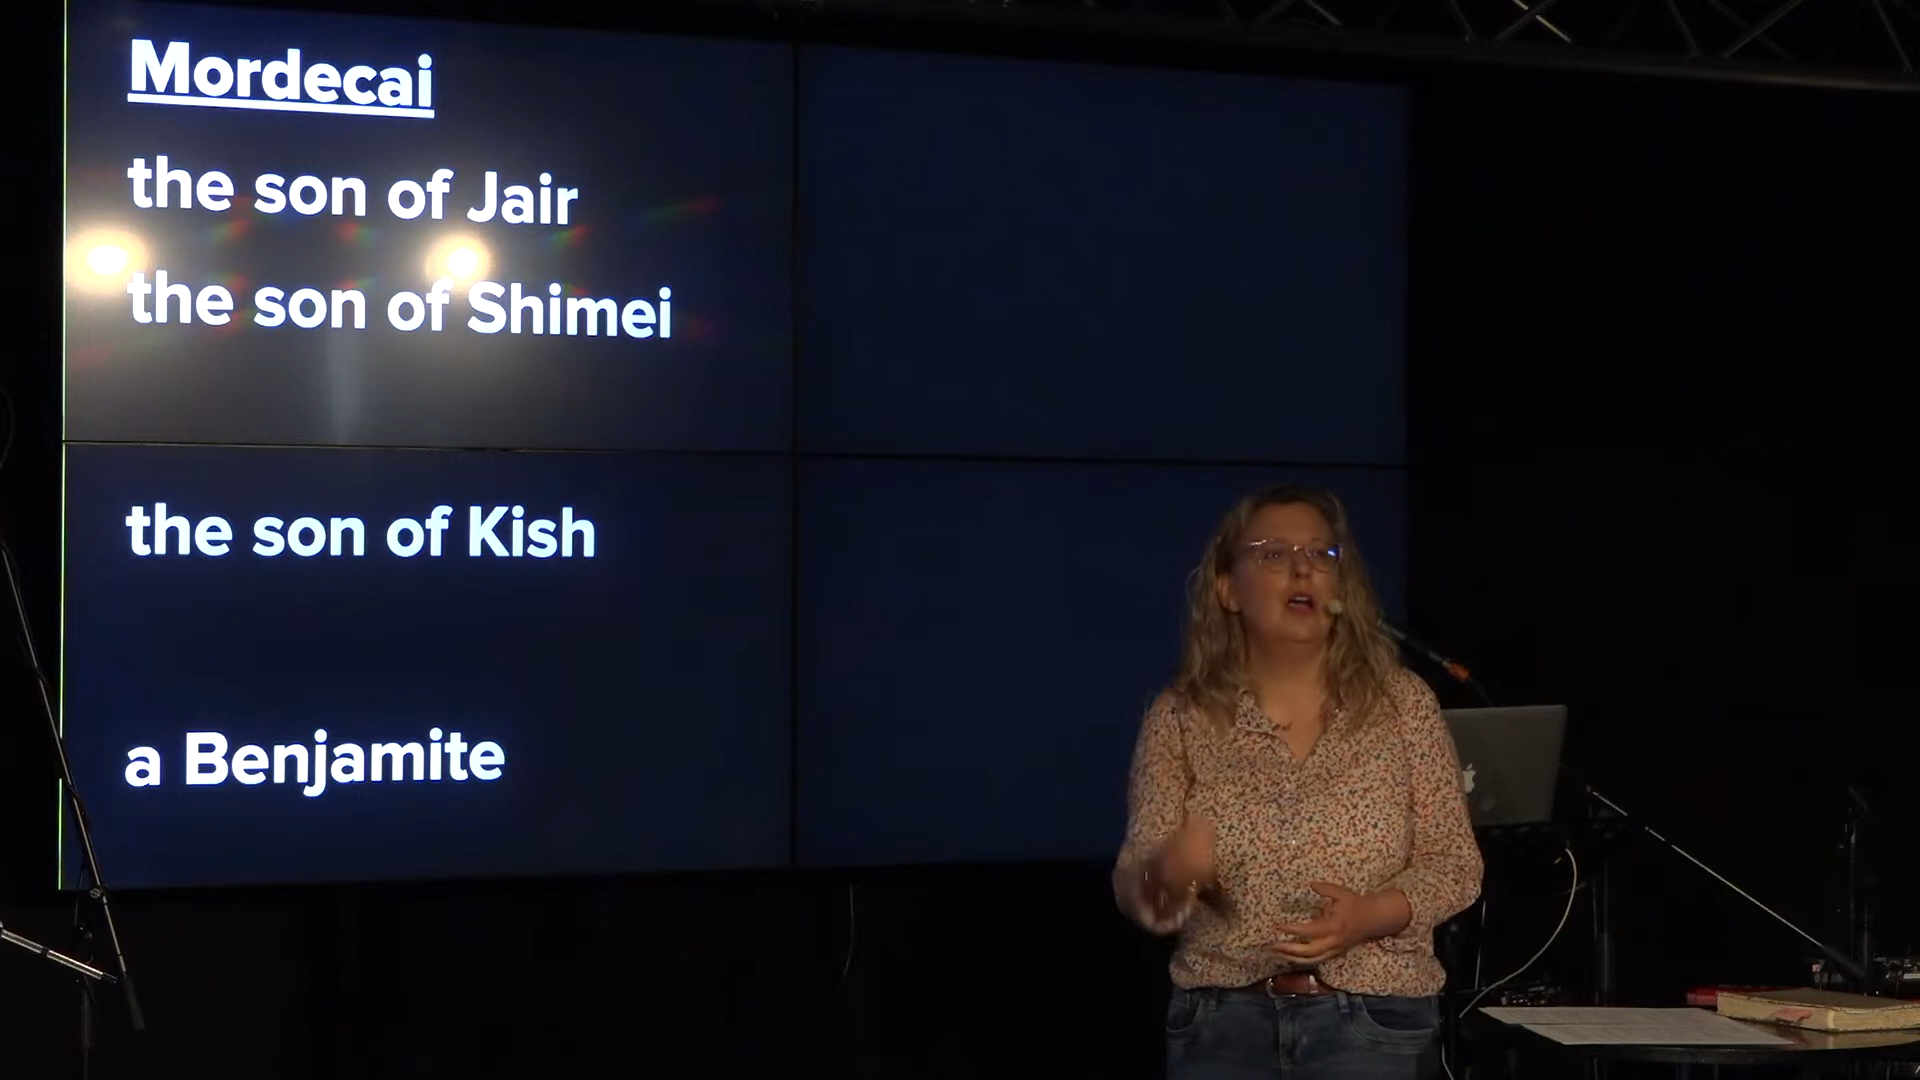 Mordecai
the son of Jair
the son of Shimei
the son of Kish
a Benjamite